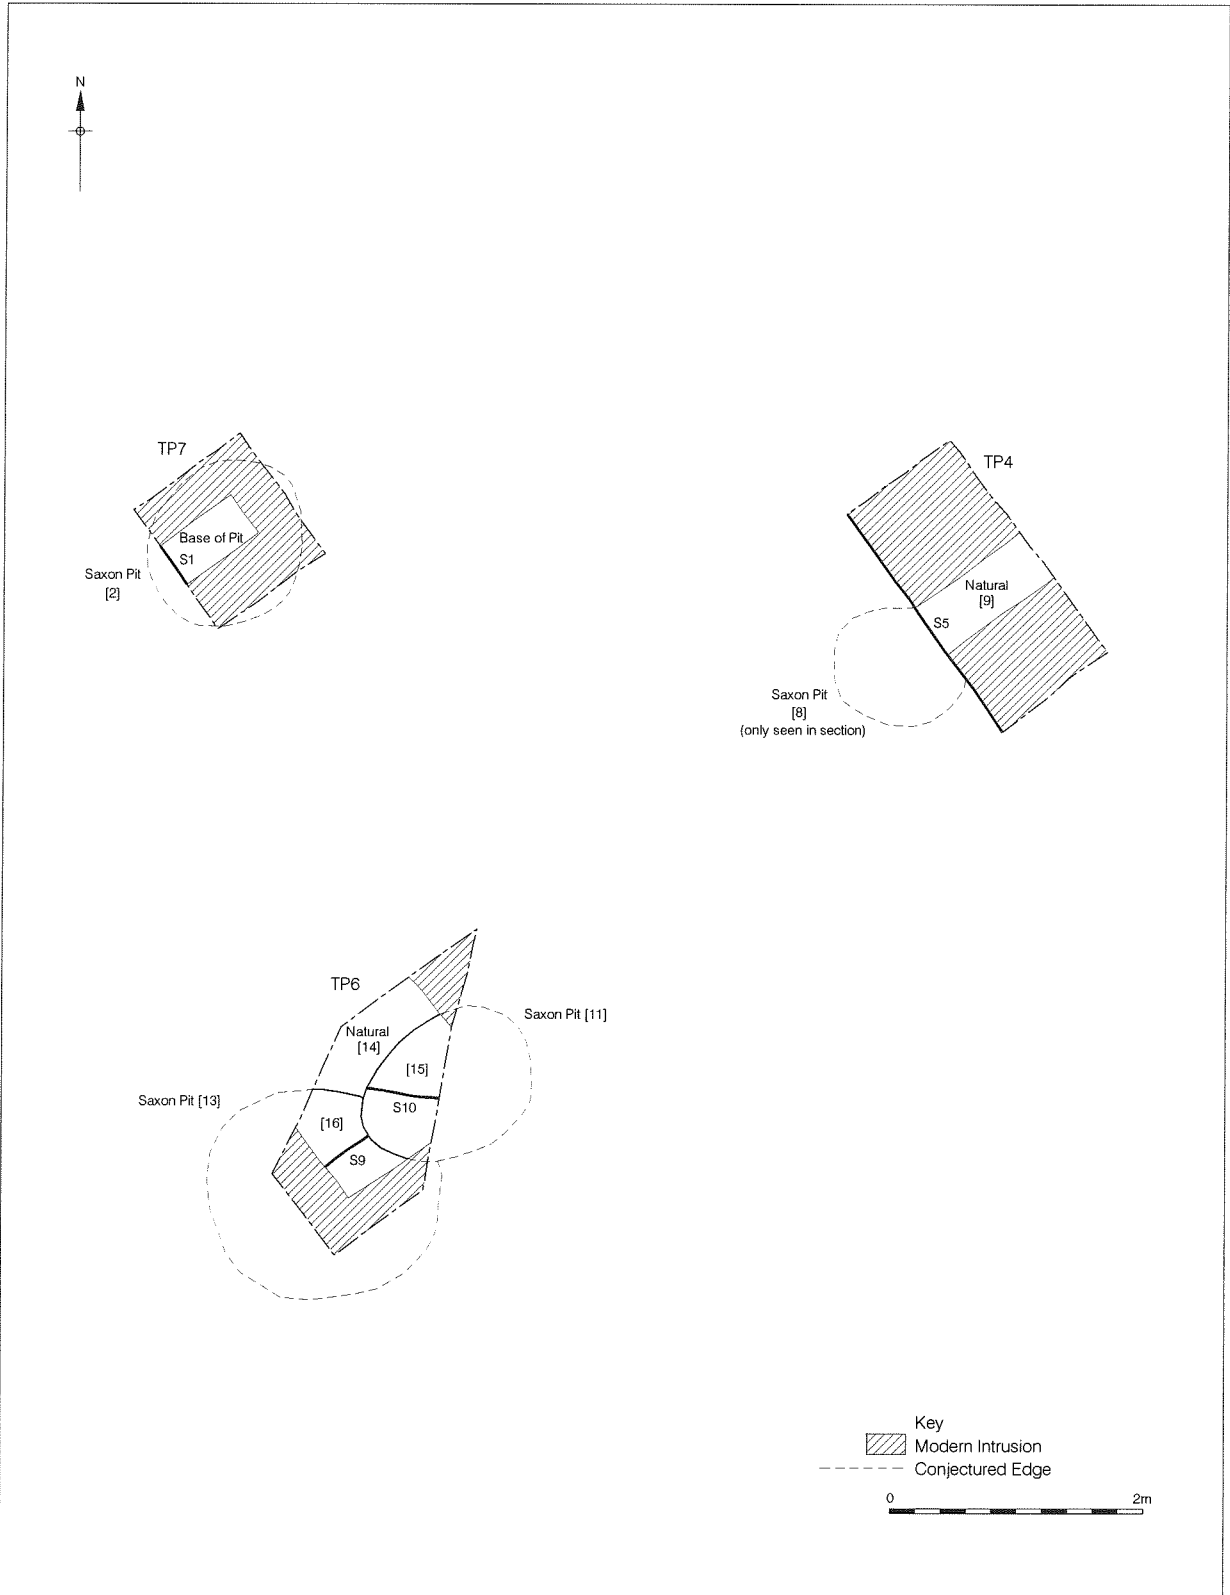 N
TP7
Base of Pit
S1
Saxon Pit
[2]
TP4
Natural
[9]
S5
Saxon Pit
[8]
(only seen in section)
TP6
Natural
[14]
Saxon Pit [11]
[15]
S10
Saxon Pit [13]
[16]
S9
Key
Modern Intrusion
Conjectured Edge
0 2m